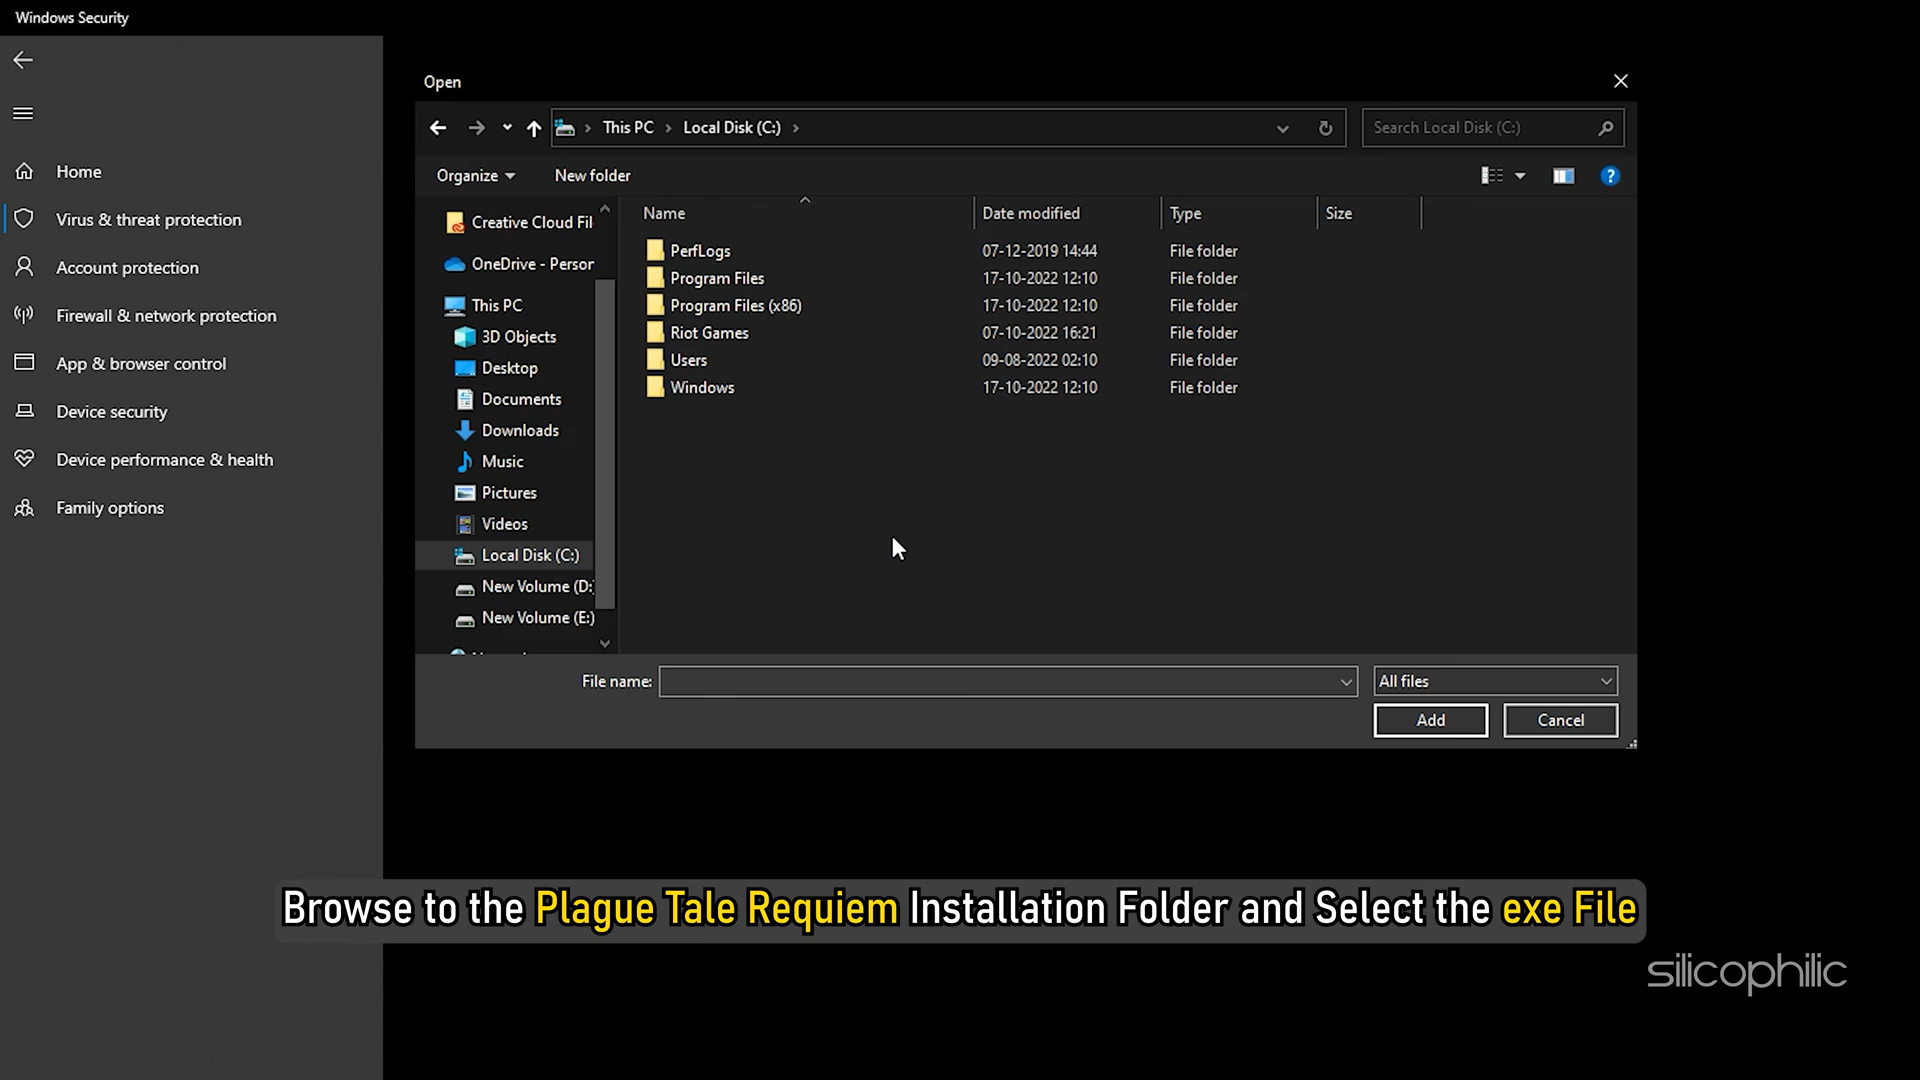 Windows Security
Open
This PC
Local Disk (C:)
Search Local Disk (C:)
Organize
New folder
Home
Virus & threat protection
Account protection
Firewall & network protection
App & browser control
Device security
Device performance & health
Family options
Creative Cloud Fil
OneDrive - Person
This PC
3D Objects
Desktop
Documents
Downloads
Music
Pictures
Videos
Local Disk (C:)
New Volume (D:)
New Volume (E:)
Name Date modified Type Size
PerfLogs 07-12-2019 14:44 File folder
Program Files 17-10-2022 12:10 File folder
Program Files (x86) 17-10-2022 12:10 File folder
Riot Games 07-10-2022 16:21 File folder
Users 09-08-2022 02:10 File folder
Windows 17-10-2022 12:10 File folder
File name:
All files
Add
Cancel
Browse to the Plague Tale Requiem Installation Folder and Select the exe File
silicophilic